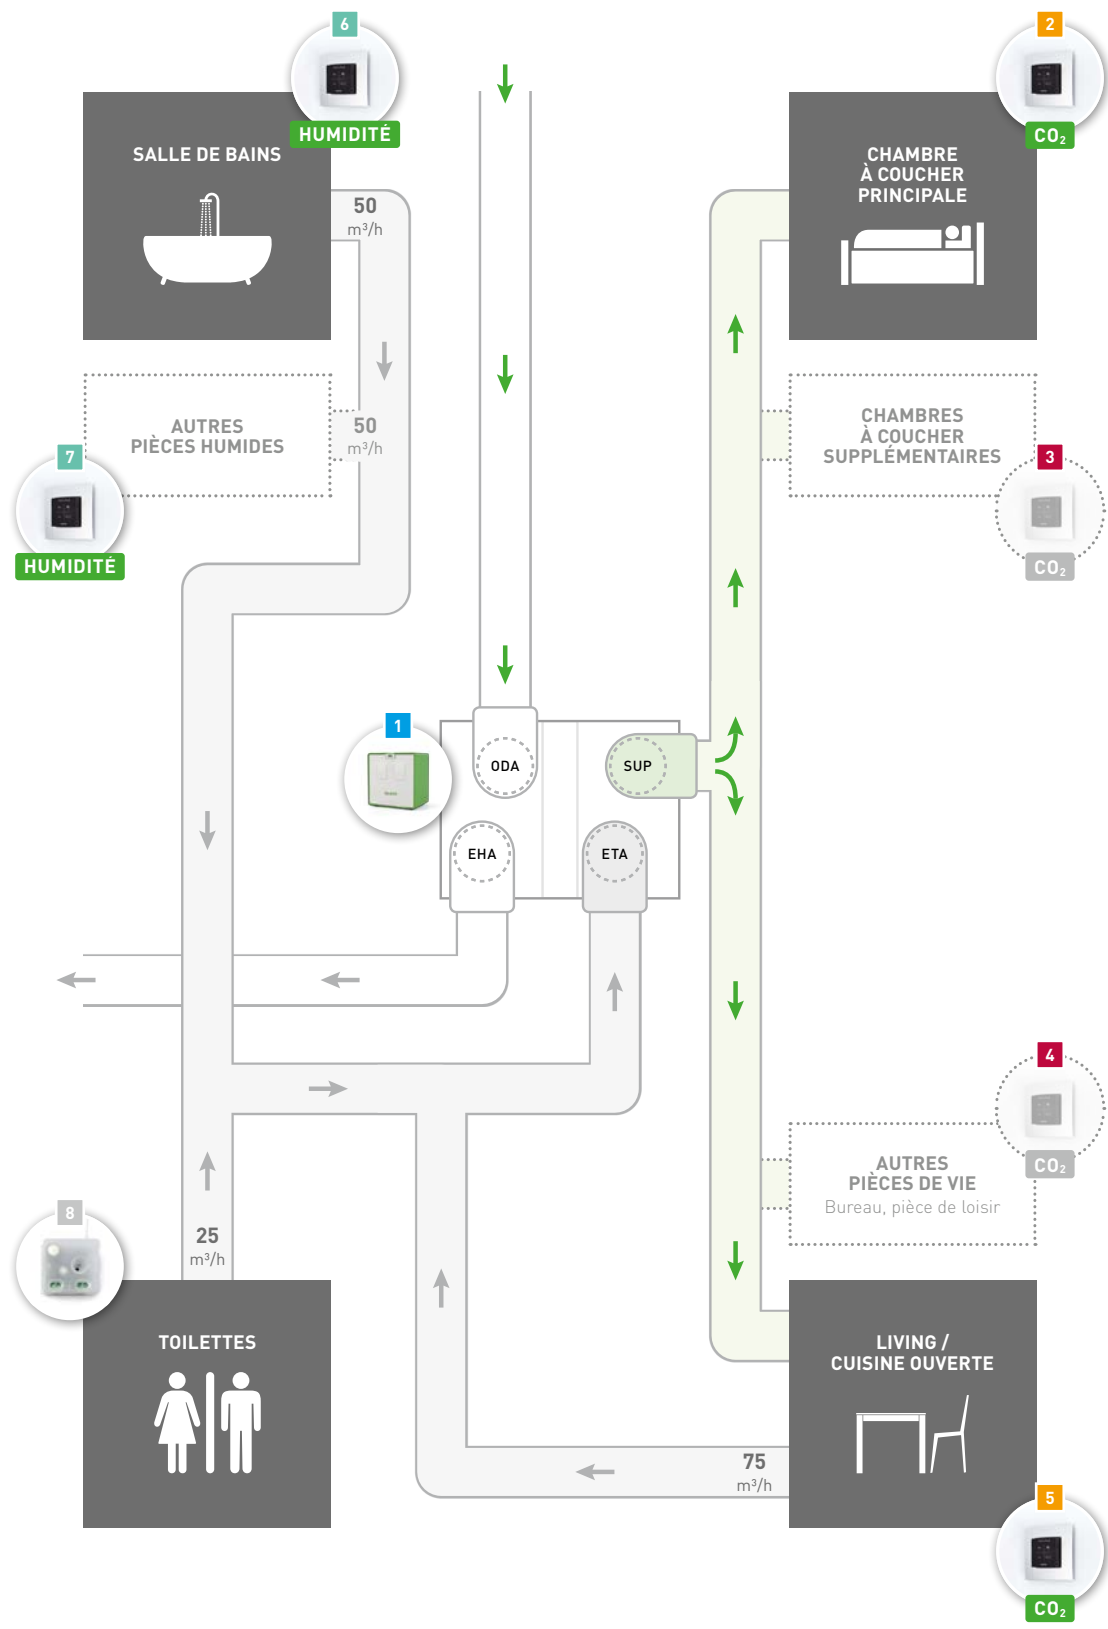 6
HUMIDITÉ
SALLE DE BAINS
50
m³/h
2
CO₂
CHAMBRE
À COUCHER
PRINCIPALE
AUTRES
PIÈCES HUMIDES
50
m³/h
7
HUMIDITÉ
CHAMBRES
À COUCHER
SUPPLÉMENTAIRES
3
CO₂
1
ODA
SUP
EHA
ETA
4
CO₂
AUTRES
PIÈCES DE VIE
Bureau, pièce de loisir
8
25
m³/h
TOILETTES
LIVING /
CUISINE OUVERTE
75
m³/h
5
CO₂